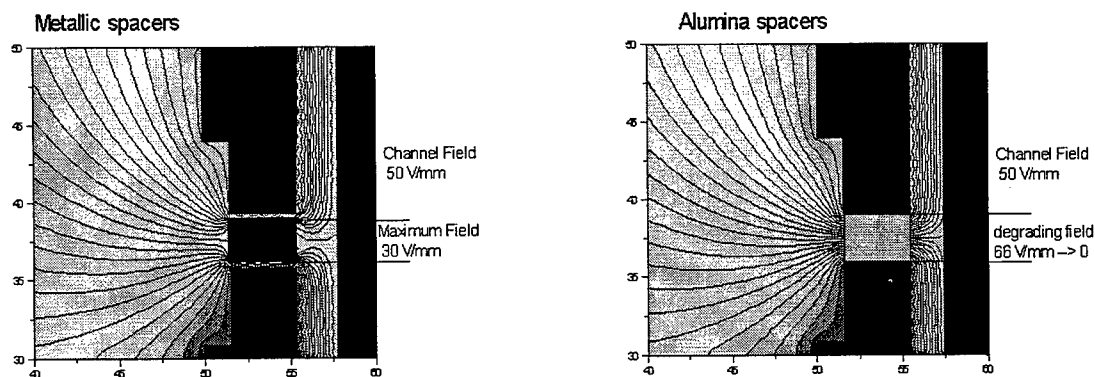 Metallic spacers
50
45
40
35
30
40
45
50
55
60
Channel Field
50 V/mm
Maximum Field
30 V/mm
Alumina spacers
50
45
40
35
30
40
45
50
55
60
Channel Field
50 V/mm
degrading field
66 V/mm --> 0